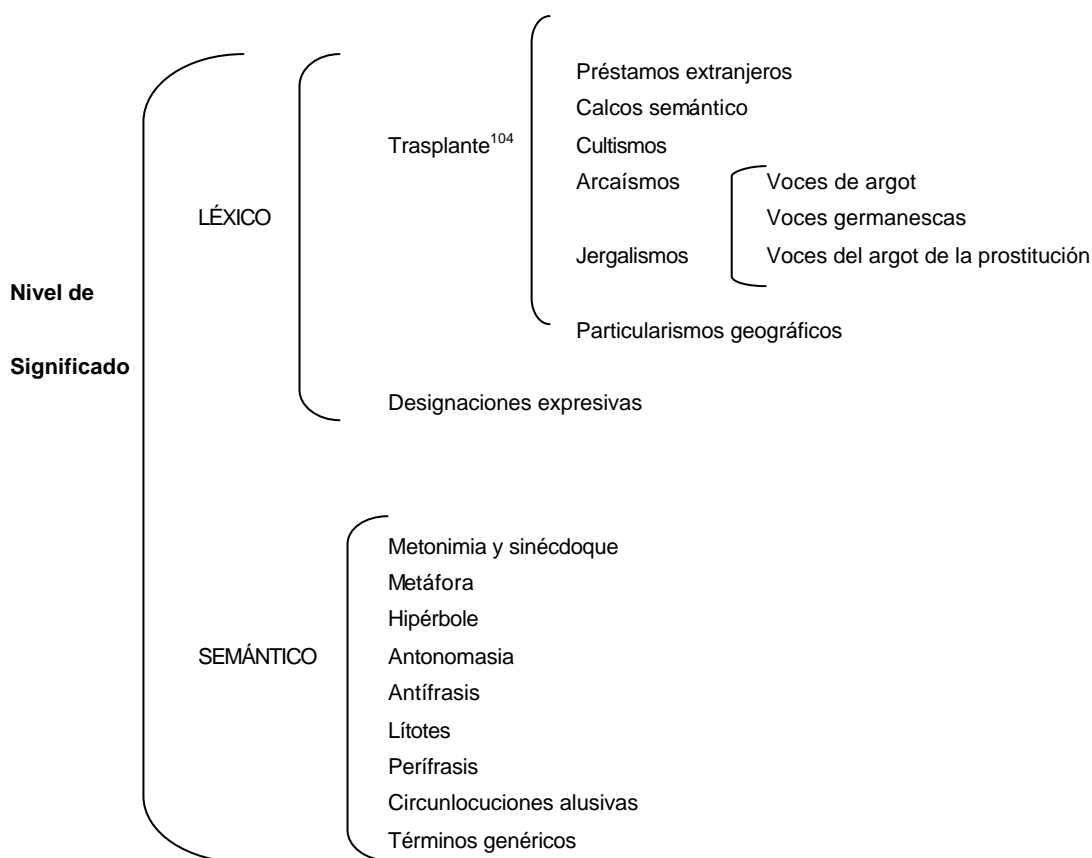 Préstamos extranjeros
Calcos semántico
Trasplante104
Cultismos
Arcaísmos
Voces de argot
LÉXICO
Voces germanescas
Jergalismos
Voces del argot de la prostitución
Nivel de
Particularismos geográficos
Significado
Designaciones expresivas
Metonimia y sinécdoque
Metáfora
Hipérbole
SEMÁNTICO
Antonomasia
Antífrasis
Lítotes
Perífrasis
Circunlocuciones alusivas
Términos genéricos